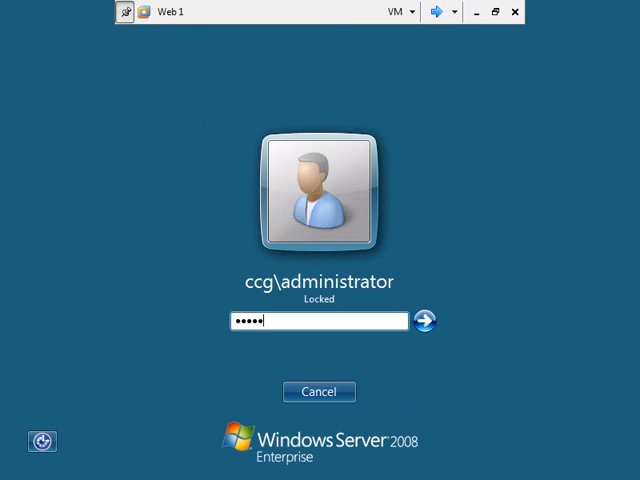 Web 1
VM
ccg\administrator
Locked
•••••
Cancel
Windows Server 2008
Enterprise